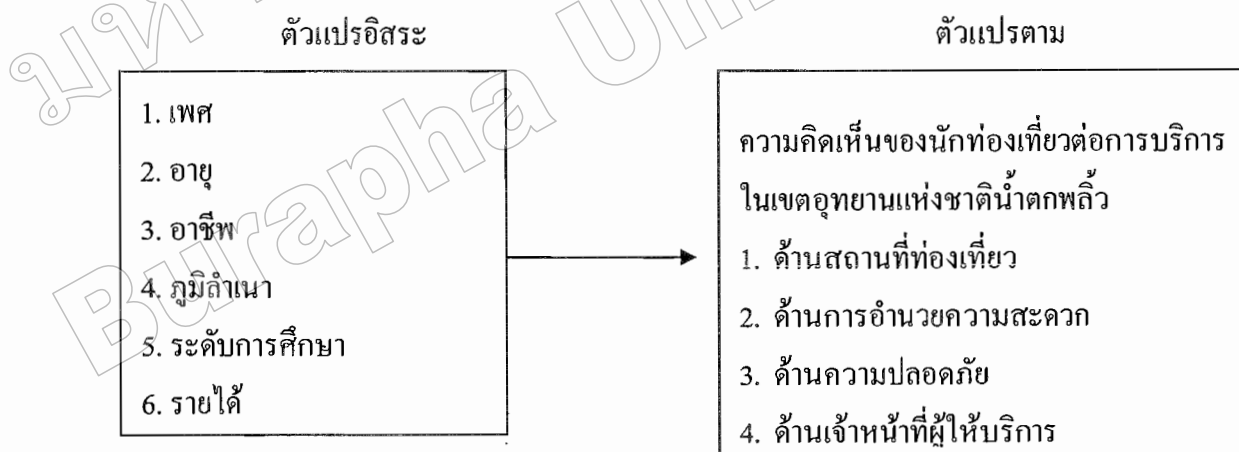 ตัวแปรอิสระ
1. เพศ
2. อายุ
3. อาชีพ
4. ภูมิลำเนา
5. ระดับการศึกษา
6. รายได้
ตัวแปรตาม
ความคิดเห็นของนักท่องเที่ยวต่อการบริการ
ในเขตอุทยานแห่งชาติน้ำตกพลิ้ว
1. ด้านสถานที่ท่องเที่ยว
2. ด้านการอำนวยความสะดวก
3. ด้านความปลอดภัย
4. ด้านเจ้าหน้าที่ผู้ให้บริการ
Burapha